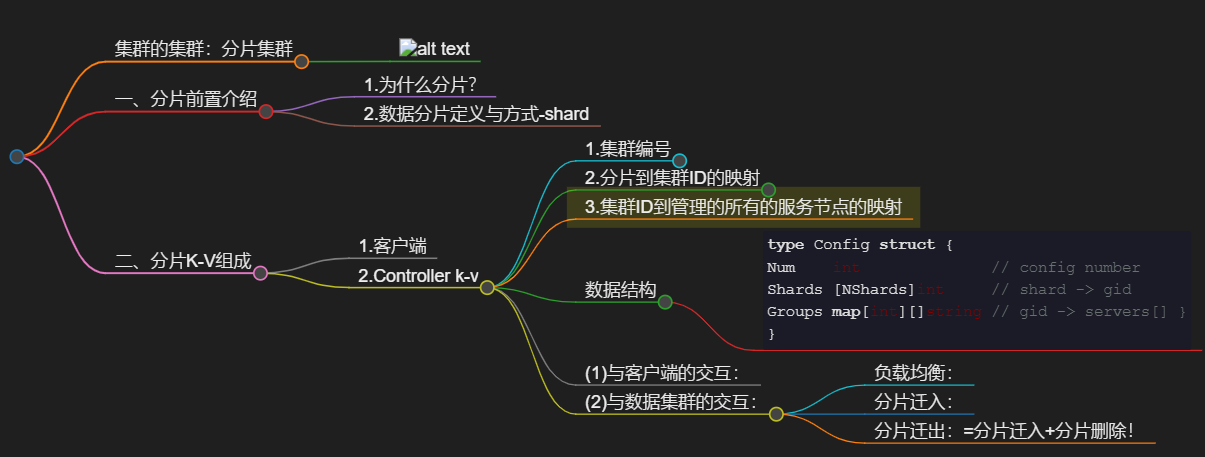 集群的集群：分片集群
alt text
一、分片前置介绍
1.为什么分片？
2.数据分片定义与方式-shard
二、分片K-V组成
1.客户端
2.Controller k-v
1.集群编号
2.分片到集群ID的映射
3.集群ID到管理的所有的服务节点的映射
数据结构
type Config struct {
Num    int              // config number
Shards [NShards]int     // shard -> gid
Groups map[int][]string // gid -> servers[] }
}
(1)与客户端的交互：
(2)与数据集群的交互：
负载均衡：
分片迁入：
分片迁出：=分片迁入+分片删除！